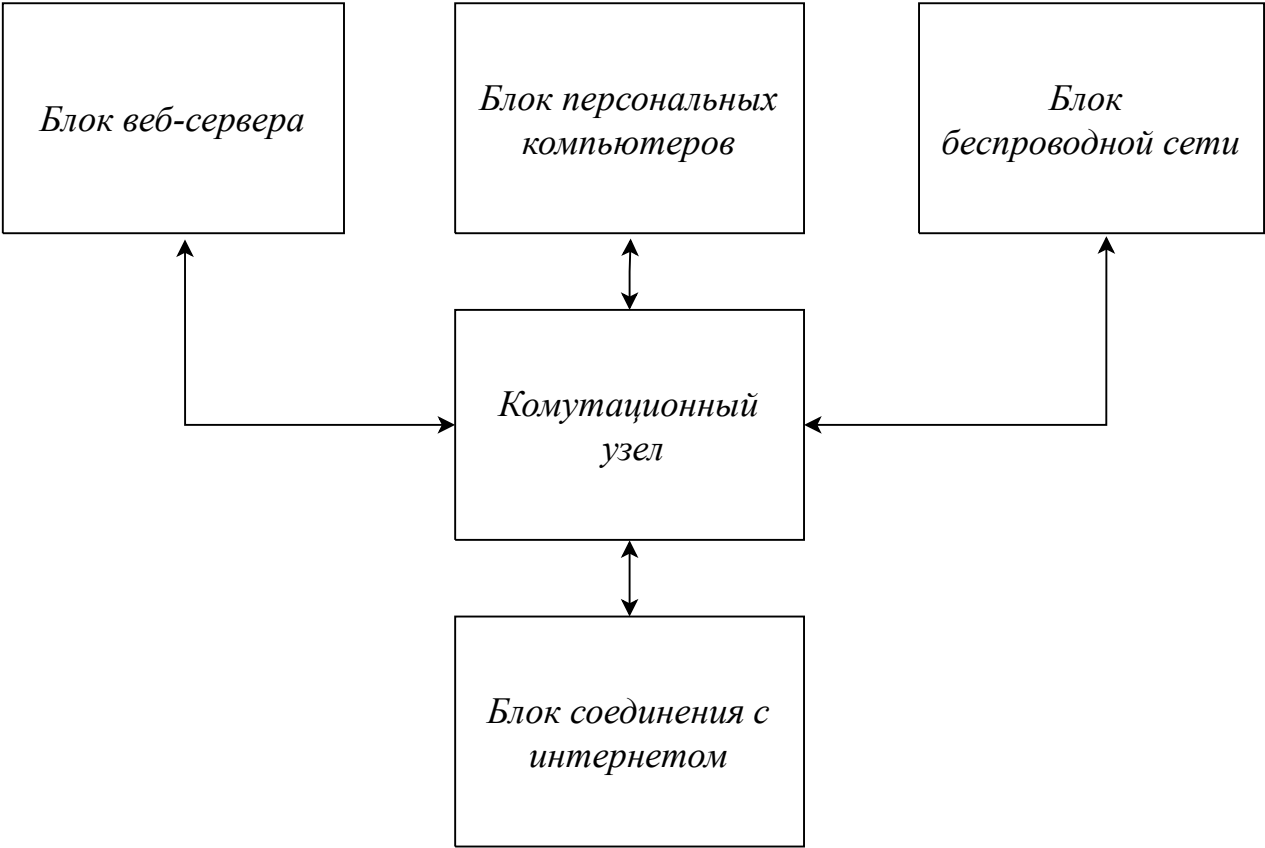 Блок веб-сервера
Блок персональных
компьютеров
Блок
беспроводной сети
Комутационный
узел
Блок соединения с
интернетом